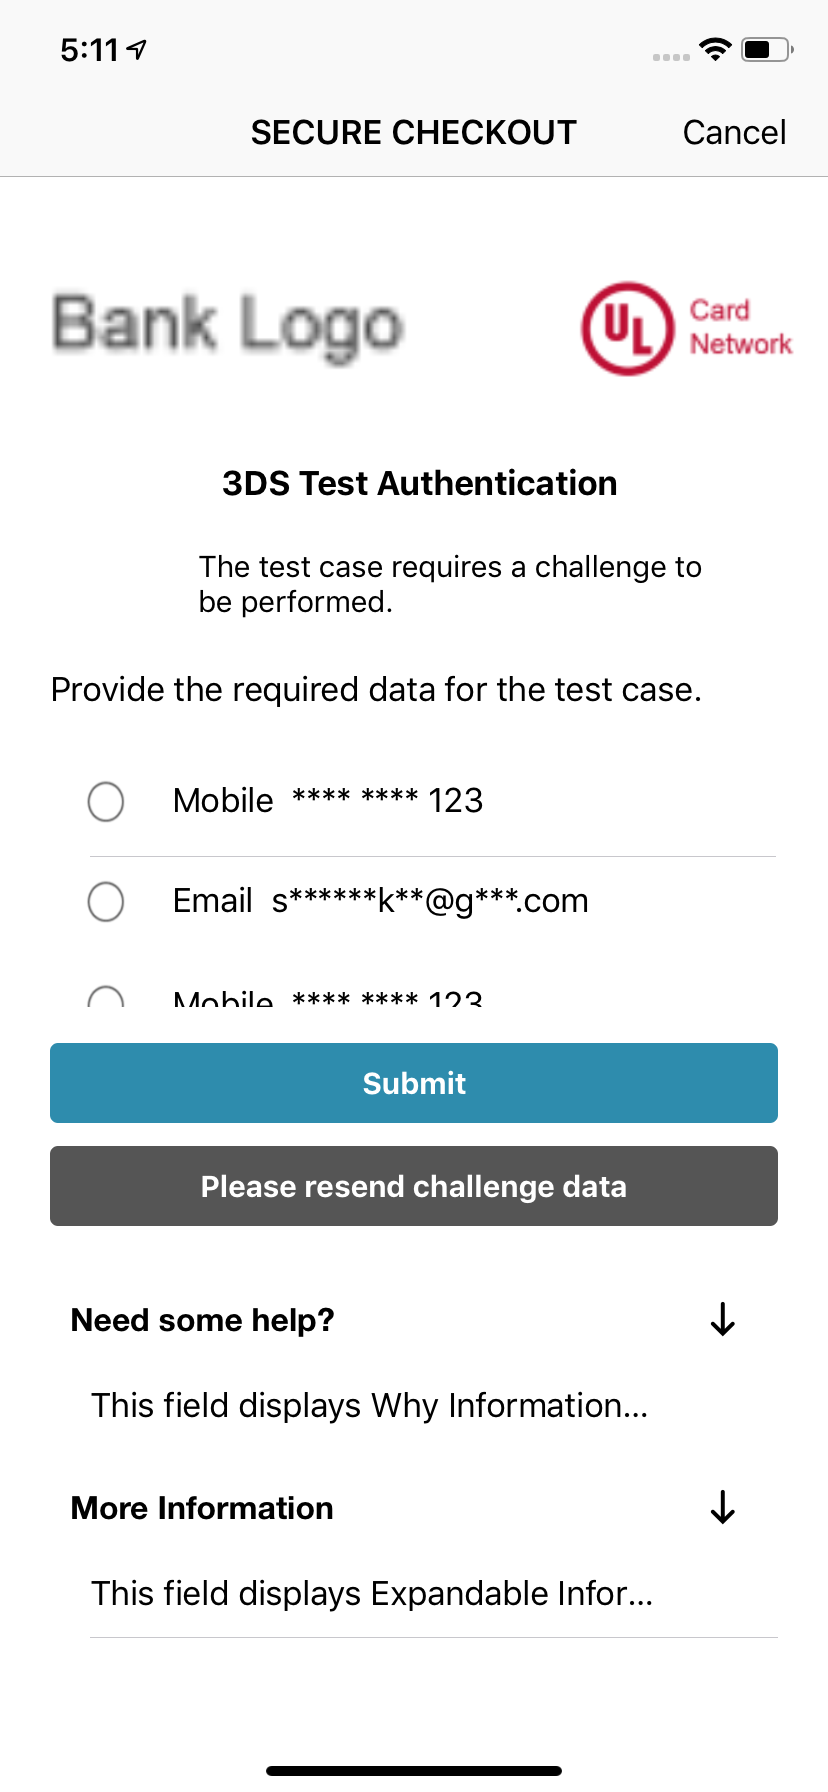 5:11
SECURE CHECKOUT
Cancel
Bank Logo
UL
Card
Network
3DS Test Authentication
The test case requires a challenge to
be performed.
Provide the required data for the test case.
Mobile **** **** 123
Email s******k**@g***.com
Mobile **** **** 123
Submit
Please resend challenge data
Need some help?
This field displays Why Information...
More Information
This field displays Expandable Infor...